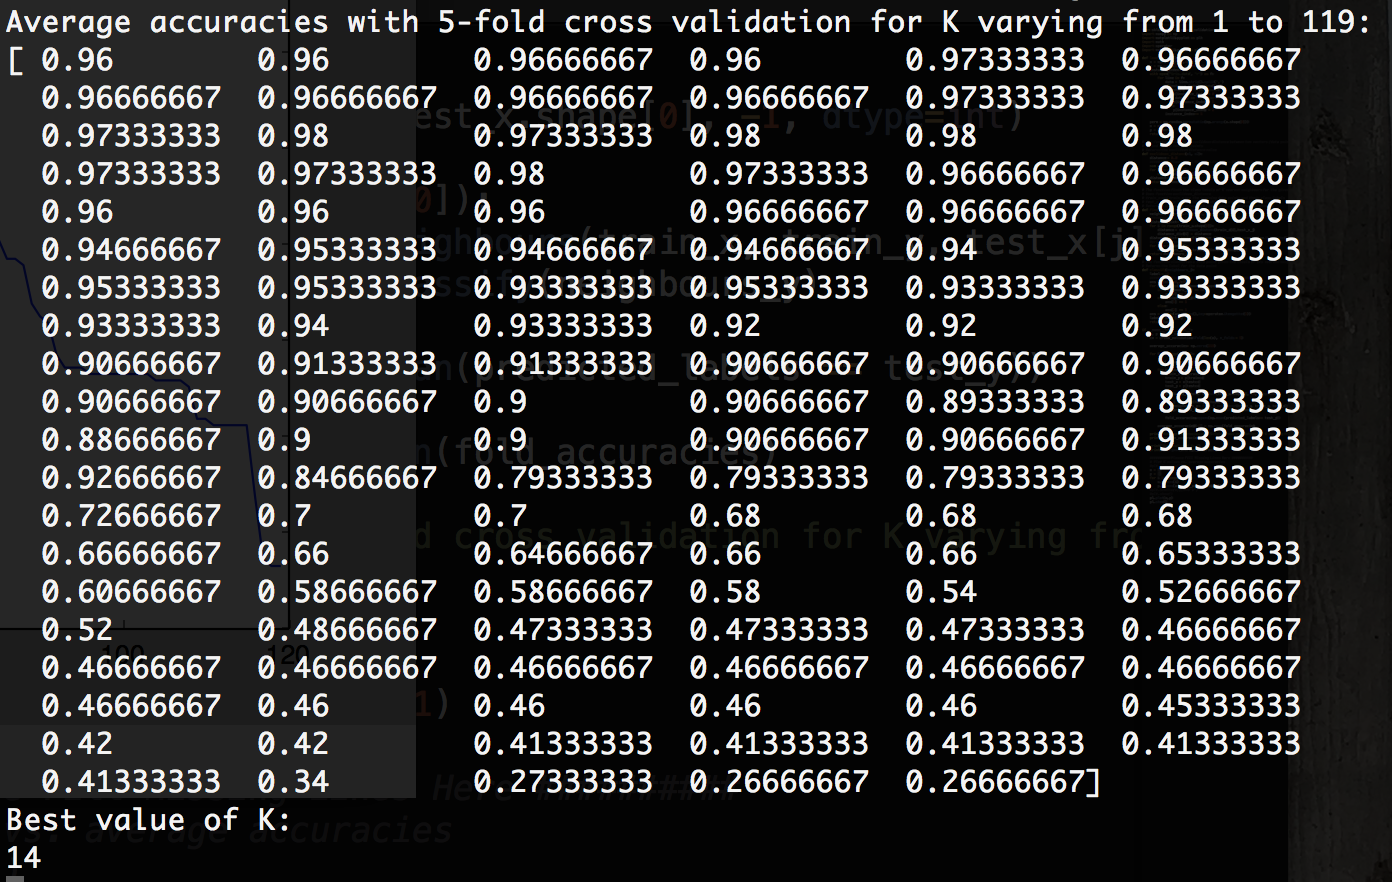 Average accuracies with 5-fold cross validation for K varying from 1 to 119:
[ 0.96 0.96 0.96666667 0.96 0.97333333 0.96666667
0.96666667 0.96666667 0.96666667 0.96666667 0.97333333 0.97333333
0.97333333 0.98 0.97333333 0.98 0.98 0.98
0.97333333 0.97333333 0.98 0.97333333 0.96666667 0.96666667
0.96 0.96 0.96 0.96666667 0.96666667 0.96666667
0.94666667 0.95333333 0.94666667 0.94666667 0.94 0.95333333
0.95333333 0.95333333 0.93333333 0.95333333 0.93333333 0.93333333
0.93333333 0.94 0.93333333 0.92 0.92 0.92
0.90666667 0.91333333 0.91333333 0.90666667 0.90666667 0.90666667
0.90666667 0.90666667 0.9 0.90666667 0.89333333 0.89333333
0.88666667 0.9 0.9 0.90666667 0.90666667 0.91333333
0.92666667 0.84666667 0.79333333 0.79333333 0.79333333 0.79333333
0.72666667 0.7 0.7 0.68 0.68 0.68
0.66666667 0.66 0.64666667 0.66 0.66 0.65333333
0.60666667 0.58666667 0.58666667 0.58 0.54 0.52666667
0.52 0.48666667 0.47333333 0.47333333 0.47333333 0.46666667
0.46666667 0.46666667 0.46666667 0.46666667 0.46666667 0.46666667
0.46666667 0.46 0.46 0.46 0.46 0.45333333
0.42 0.42 0.41333333 0.41333333 0.41333333 0.41333333
0.41333333 0.34 0.27333333 0.26666667 0.26666667]
Best value of K:
14